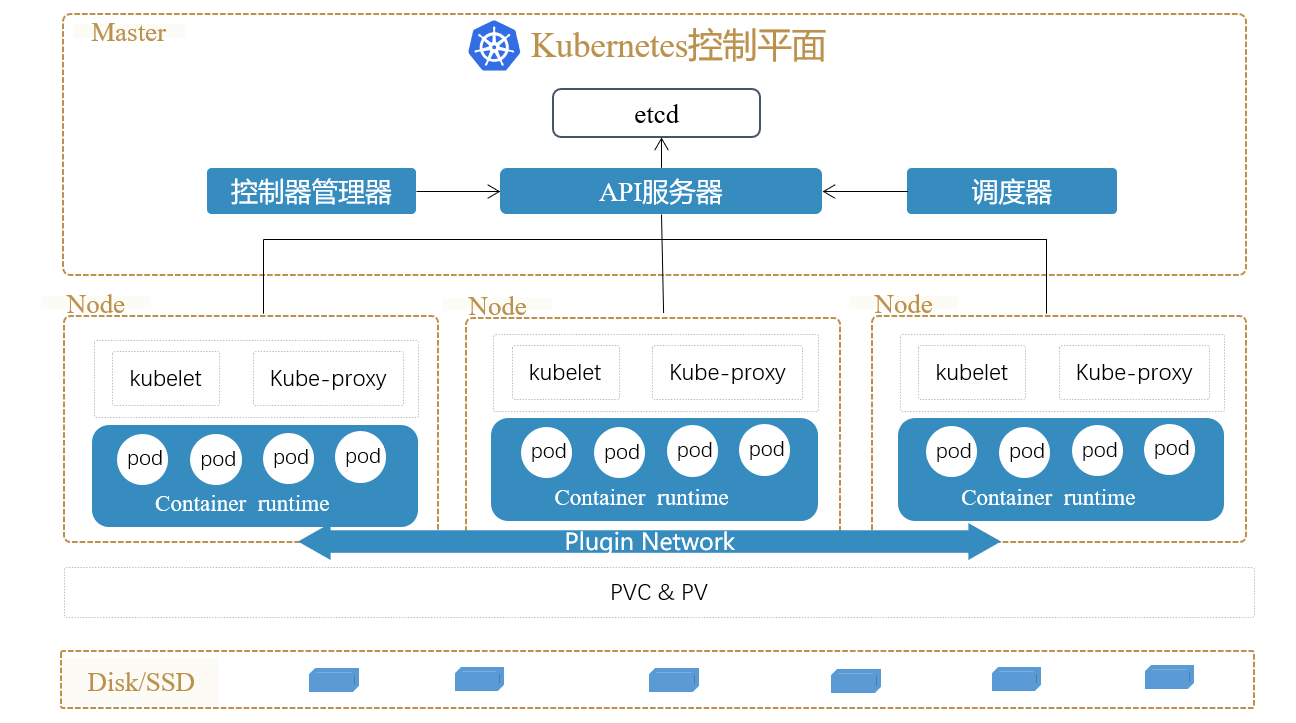 Master
Kubernetes控制平面
etcd
控制器管理器
API服务器
调度器
Node
Node
Node
kubelet
Kube-proxy
kubelet
Kube-proxy
kubelet
Kube-proxy
pod
pod
pod
pod
Container runtime
pod
pod
pod
pod
Container runtime
pod
pod
pod
pod
Container runtime
Plugin Network
PVC & PV
Disk/SSD